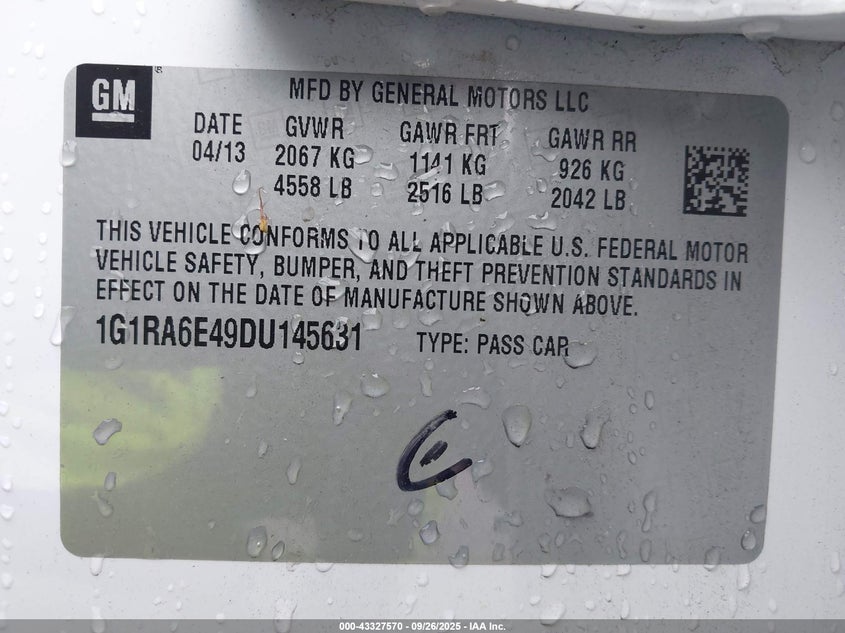 GM
MFD BY GENERAL MOTORS LLC
DATE GVWR GAWR FRT GAWR RR
04/13 2067 KG 1141 KG 926 KG
4558 LB 2516 LB 2042 LB
THIS VEHICLE CONFORMS TO ALL APPLICABLE U.S. FEDERAL MOTOR
VEHICLE SAFETY, BUMPER, AND THEFT PREVENTION STANDARDS IN
EFFECT ON THE DATE OF MANUFACTURE SHOWN ABOVE.
1G1RA6E49DU145631 TYPE: PASS CAR
000-43327570 - 09/26/2025 - IAA Inc.